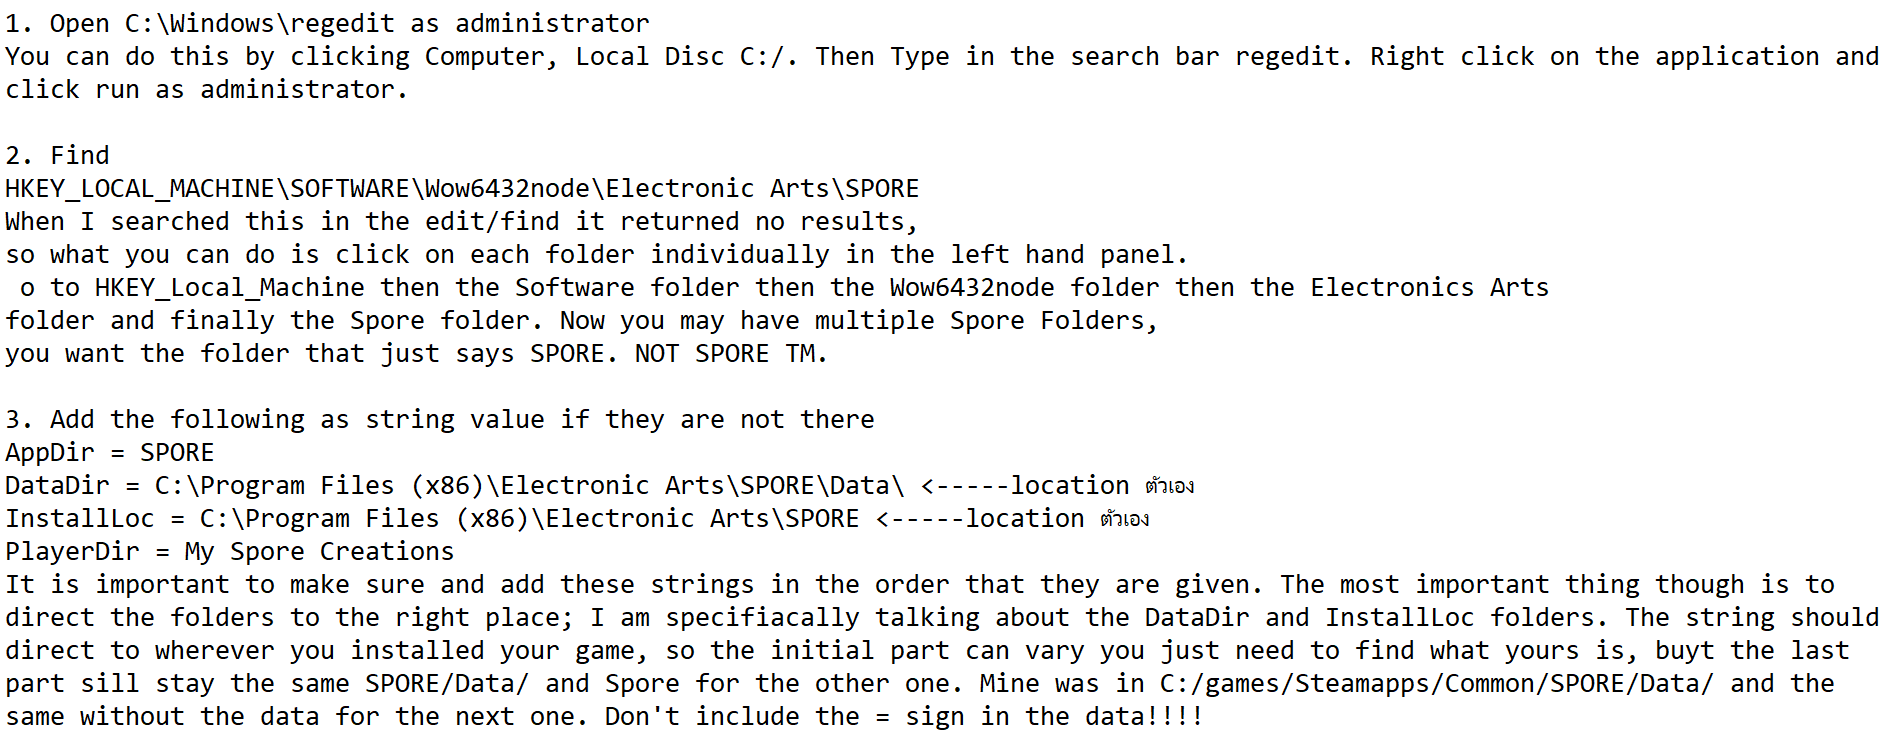 1. Open C:\Windows\regedit as administrator
You can do this by clicking Computer, Local Disc C:/. Then Type in the search bar regedit. Right click on the application and
click run as administrator.
2. Find
HKEY_LOCAL_MACHINE\SOFTWARE\Wow6432node\Electronic Arts\SPORE
When I searched this in the edit/find it returned no results,
so what you can do is click on each folder individually in the left hand panel.
o to HKEY_Local_Machine then the Software folder then the Wow6432node folder then the Electronics Arts
folder and finally the Spore folder. Now you may have multiple Spore Folders,
you want the folder that just says SPORE. NOT SPORE TM.
3. Add the following as string value if they are not there
AppDir = SPORE
DataDir = C:\Program Files (x86)\Electronic Arts\SPORE\Data\ <-----location ตัวเอง
InstallLoc = C:\Program Files (x86)\Electronic Arts\SPORE <-----location ตัวเอง
PlayerDir = My Spore Creations
It is important to make sure and add these strings in the order that they are given. The most important thing though is to
direct the folders to the right place; I am specifiacally talking about the DataDir and InstallLoc folders. The string should
direct to wherever you installed your game, so the initial part can vary you just need to find what yours is, buyt the last
part sill stay the same SPORE/Data/ and Spore for the other one. Mine was in C:/games/Steamapps/Common/SPORE/Data/ and the
same without the data for the next one. Don't include the = sign in the data!!!!